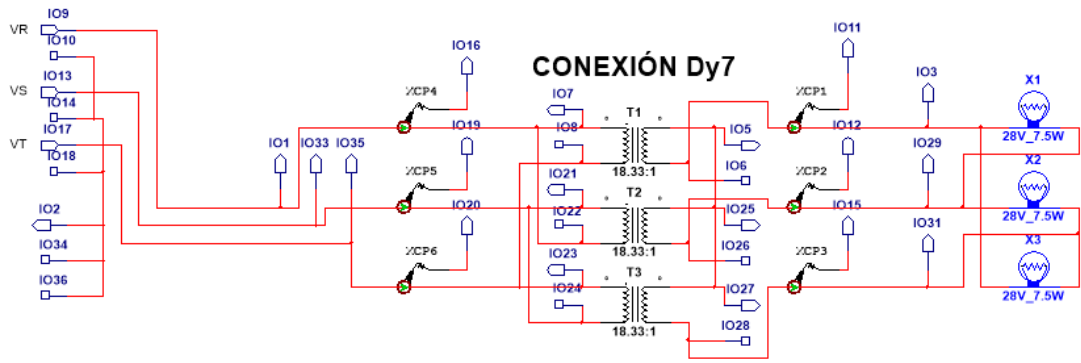 CONEXIÓN Dy7
VR
IO9
IO10
VS
IO13
IO14
VT
IO17
IO18
IO2
IO34
IO36
IO1
IO33
IO35
XCP4
IO16
XCP5
IO19
XCP6
IO20
IO7
IO8
T1
18.33:1
IO5
IO6
IO21
IO22
T2
18.33:1
IO25
IO26
IO23
IO24
T3
18.33:1
IO27
IO28
XCP1
IO11
XCP2
IO12
XCP3
IO15
IO3
IO29
IO31
X1
28V_7.5W
X2
28V_7.5W
X3
28V_7.5W